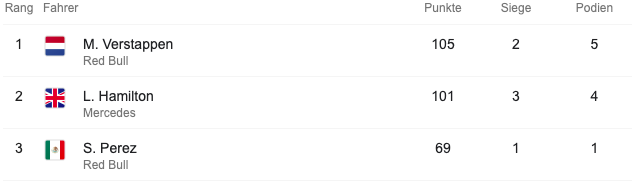 Rang Fahrer Punkte Siege Podien
1 M. Verstappen 105 2 5
Red Bull
2 L. Hamilton 101 3 4
Mercedes
3 S. Perez 69 1 1
Red Bull